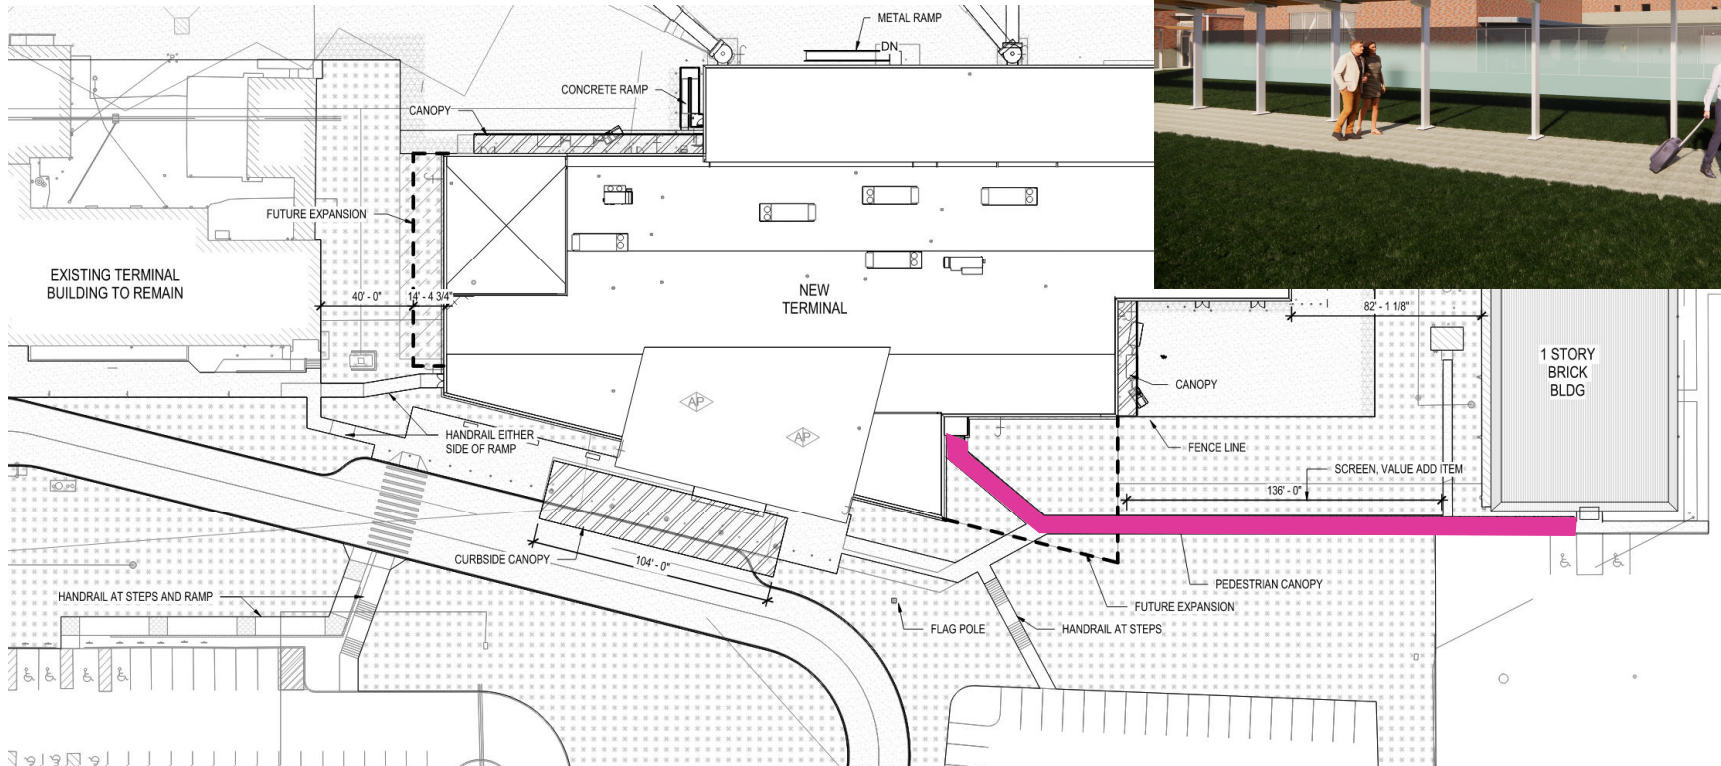 METAL RAMP
DN
CONCRETE RAMP
CANOPY
FUTURE EXPANSION
EXISTING TERMINAL
BUILDING TO REMAIN
40' - 0"
14' - 4 3/4"
NEW
TERMINAL
82' - 1 1/8"
1 STORY
BRICK
BLDG
CANOPY
AIP
AIP
HANDRAIL EITHER
SIDE OF RAMP
FENCE LINE
SCREEN, VALUE ADD ITEM
136' - 0"
CURBSIDE CANOPY
104' - 0"
PEDESTRIAN CANOPY
HANDRAIL AT STEPS AND RAMP
FUTURE EXPANSION
FLAG POLE
HANDRAIL AT STEPS